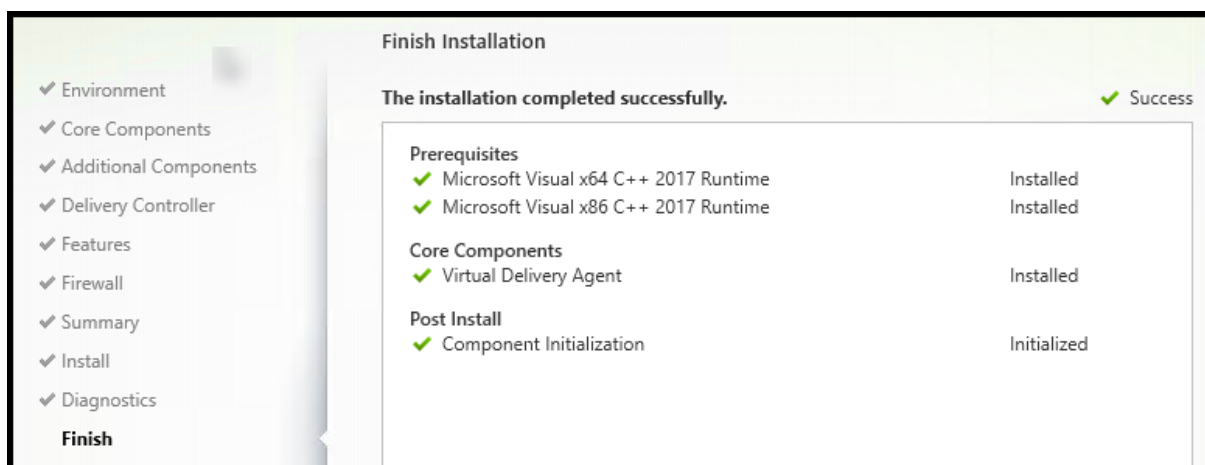 Finish Installation
Environment
Core Components
Additional Components
Delivery Controller
Features
Firewall
Summary
Install
Diagnostics
Finish
The installation completed successfully. Success
Prerequisites
Microsoft Visual x64 C++ 2017 Runtime Installed
Microsoft Visual x86 C++ 2017 Runtime Installed
Core Components
Virtual Delivery Agent Installed
Post Install
Component Initialization Initialized